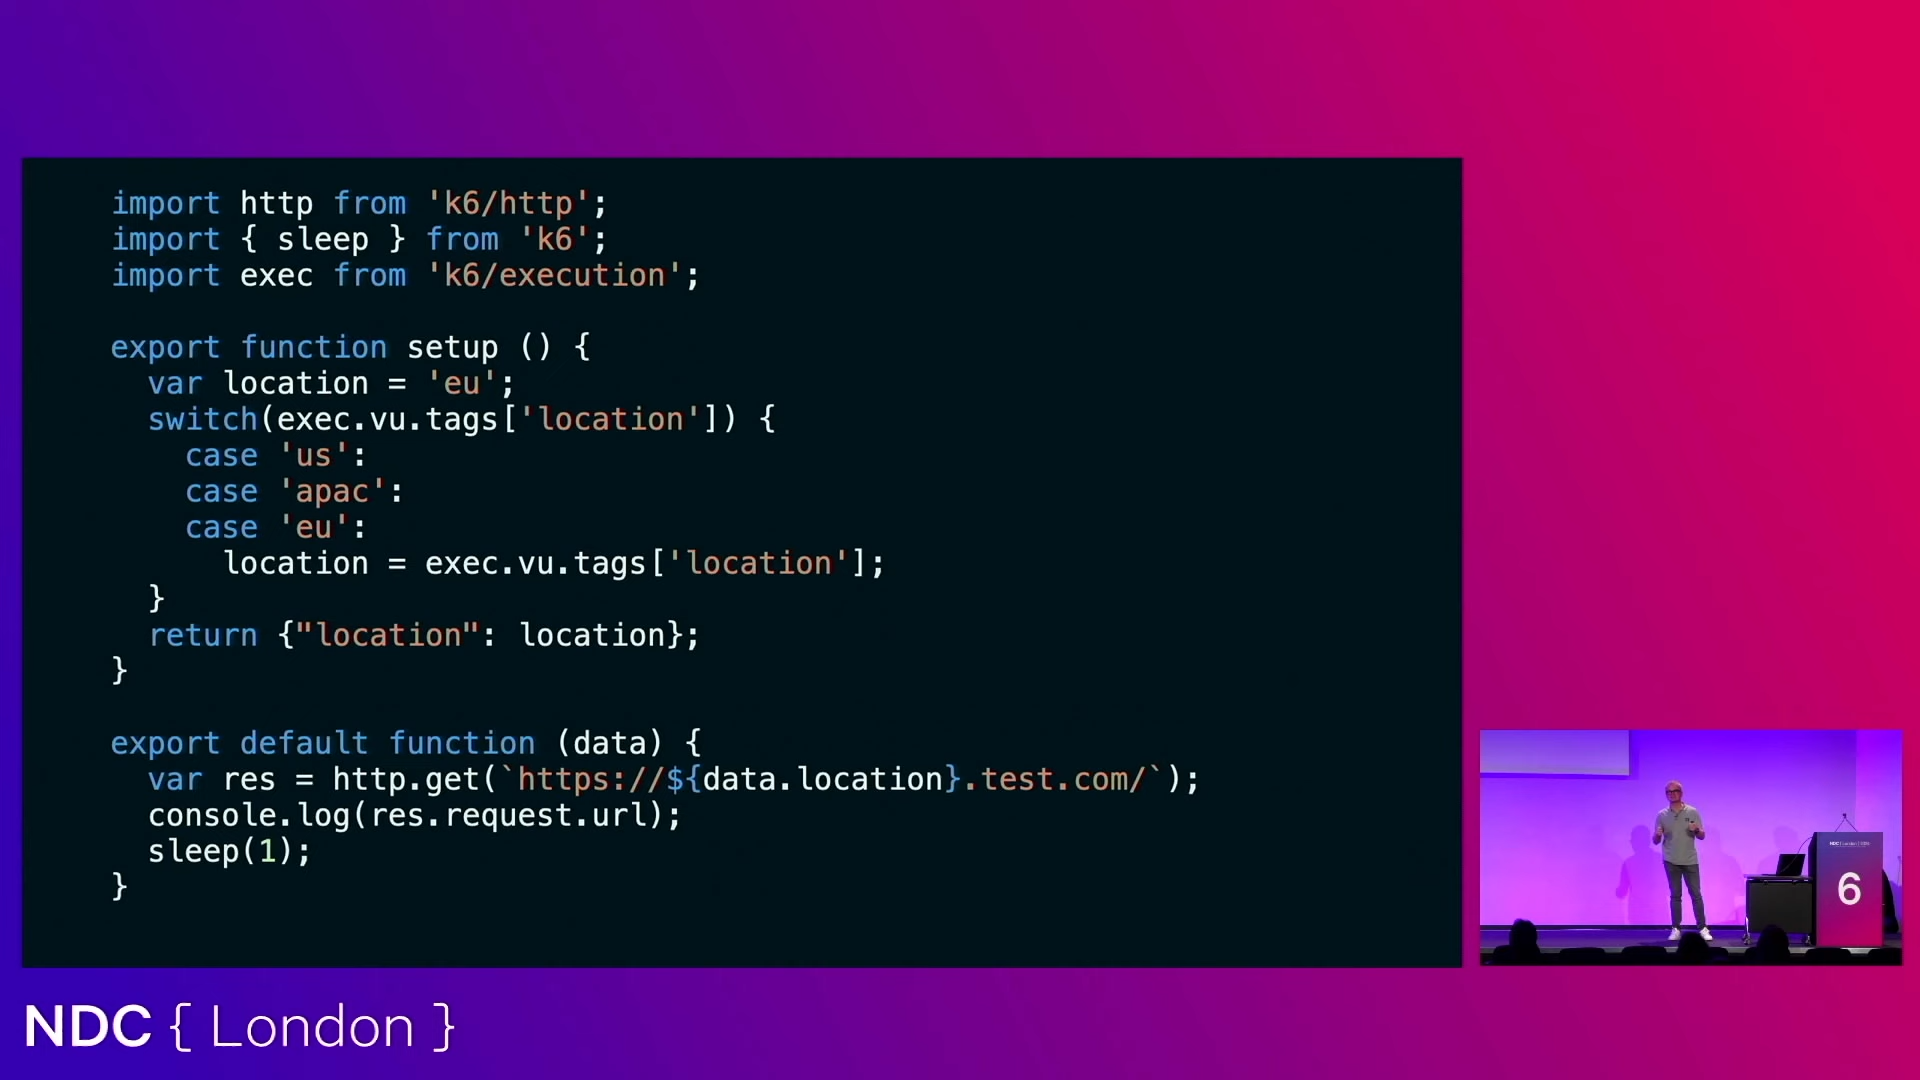 import http from 'k6/http';
import { sleep } from 'k6';
import exec from 'k6/execution';
export function setup () {
  var location = 'eu';
  switch(exec.vu.tags['location']) {
    case 'us':
    case 'apac':
    case 'eu':
      location = exec.vu.tags['location'];
  }
  return {"location": location};
}
export default function (data) {
  var res = http.get(`https://${data.location}.test.com/`);
  console.log(res.request.url);
  sleep(1);
}
6
NDC { London }